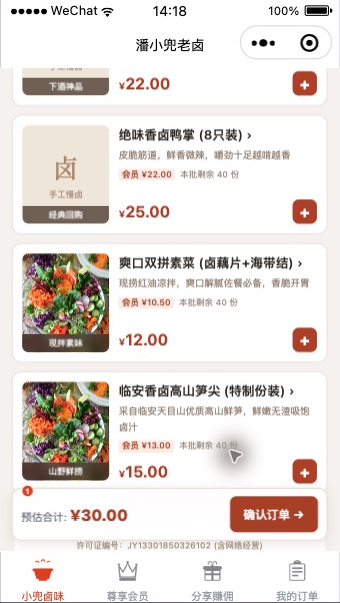 WeChat
14:18
100%
潘小兜老卤
下酒神品
¥22.00
+
绝味香卤鸭掌 (8只装) ›
皮脆筋道，鲜香微辣，嚼劲十足越啃越香
会员 ¥22.00 本批剩余 40 份
卤
手工慢卤
经典回购
¥25.00
+
爽口双拼素菜 (卤藕片+海带结) ›
现捞红油凉拌，爽口解腻佐餐必备，香脆开胃
会员 ¥10.50 本批剩余 40 份
现拌素味
¥12.00
+
临安香卤高山笋尖 (特制份装) ›
采自临安天目山优质高山鲜笋，鲜嫩无渣吸饱
卤汁
会员 ¥13.00 本批剩余 40 份
山野鲜捞
¥15.00
+
1
预估合计: ¥30.00
确认订单 →
许可证编号：JY13301850326102 (含网络经营)
小兜卤味
尊享会员
分享赚佣
我的订单